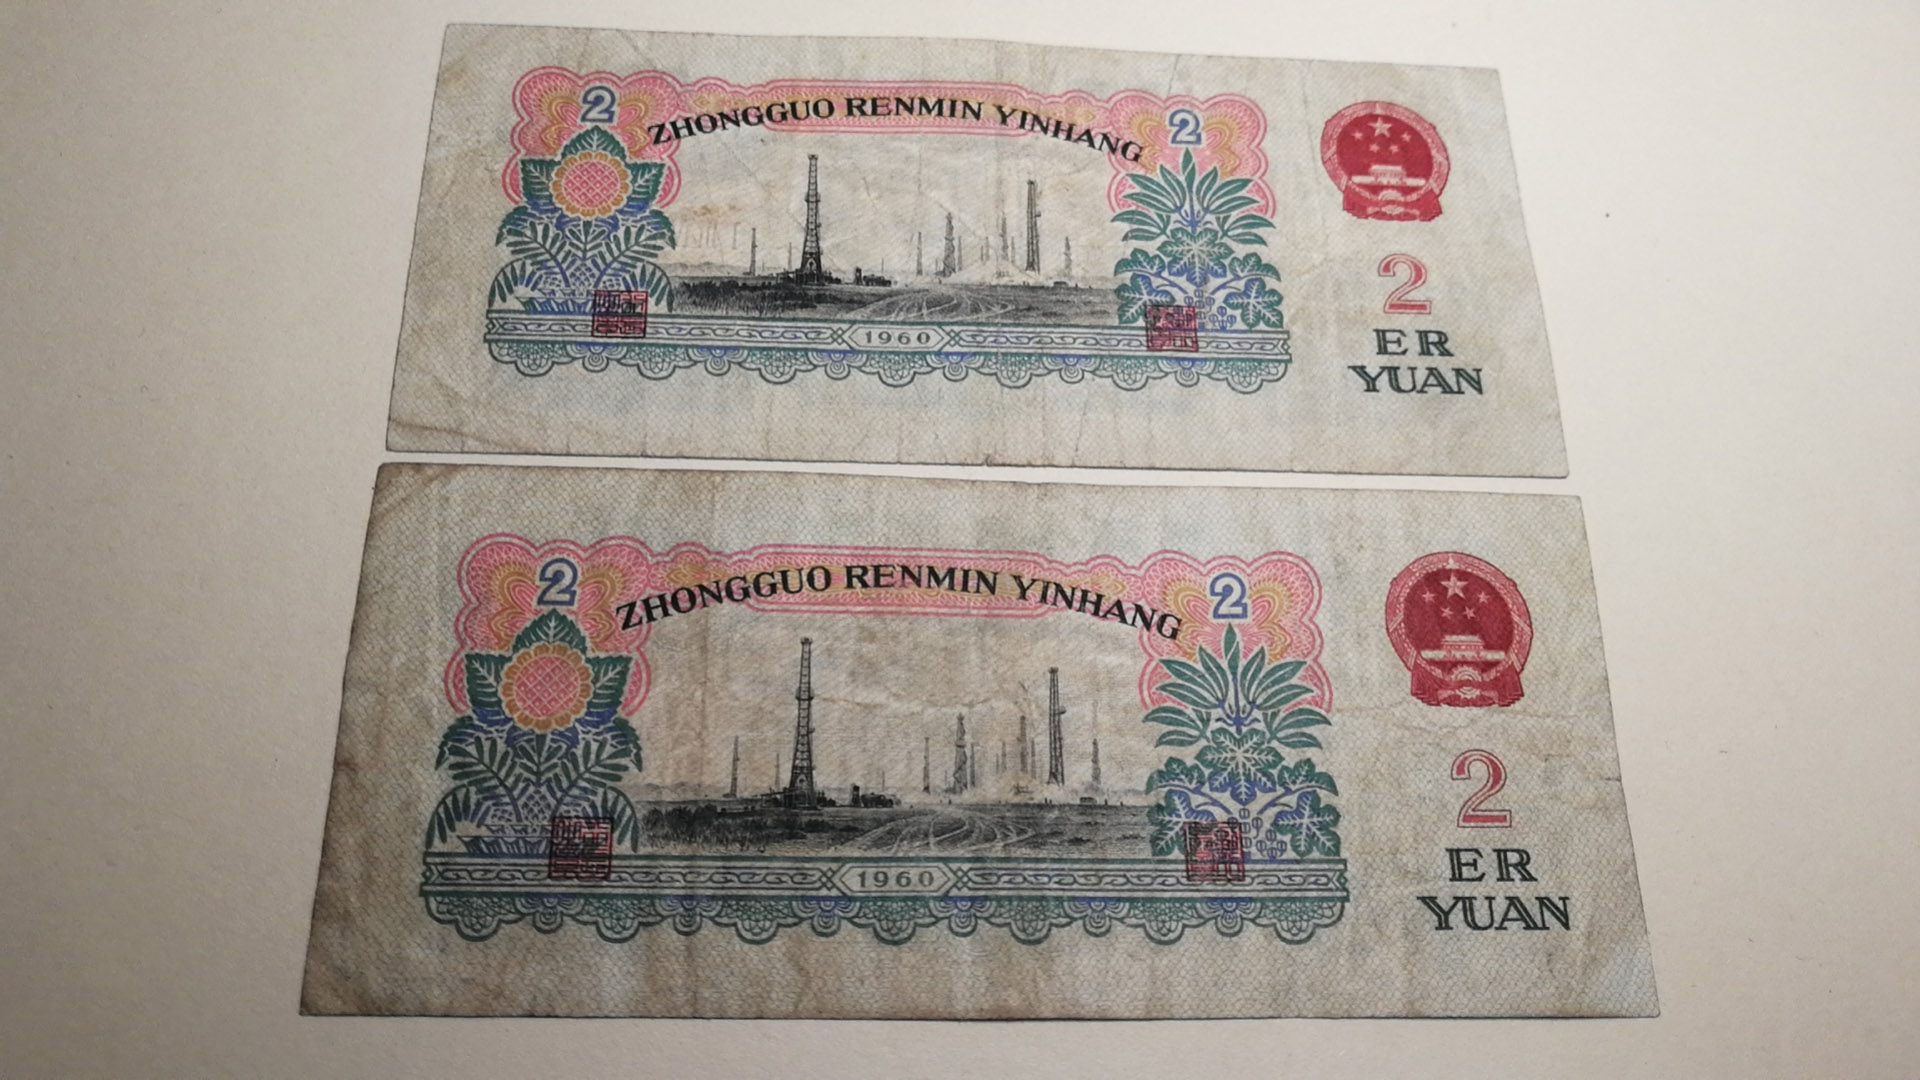 2
2
ZHONGGUO RENMIN YINHANG
1960
2
ER
YUAN
2
2
ZHONGGUO RENMIN YINHANG
1960
2
ER
YUAN